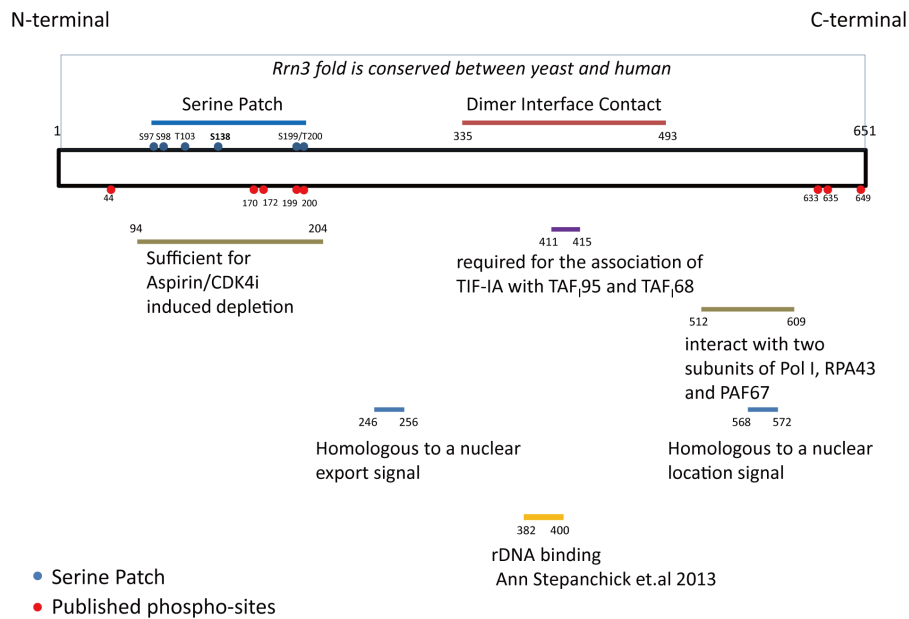 N-terminal
C-terminal
Rrn3 fold is conserved between yeast and human
Serine Patch
Dimer Interface Contact
1
S97 S98 T103 S138 S199/T200
335
493
651
44
170 172 199 200
633 635 649
94
204
Sufficient for
Aspirin/CDK4i
induced depletion
411 415
required for the association of
TIF-IA with TAFI95 and TAFI68
512
609
interact with two
subunits of Pol I, RPA43
and PAF67
246 256
Homologous to a nuclear
export signal
568 572
Homologous to a nuclear
location signal
382 400
rDNA binding
Ann Stepanchick et.al 2013
Serine Patch
Published phospho-sites